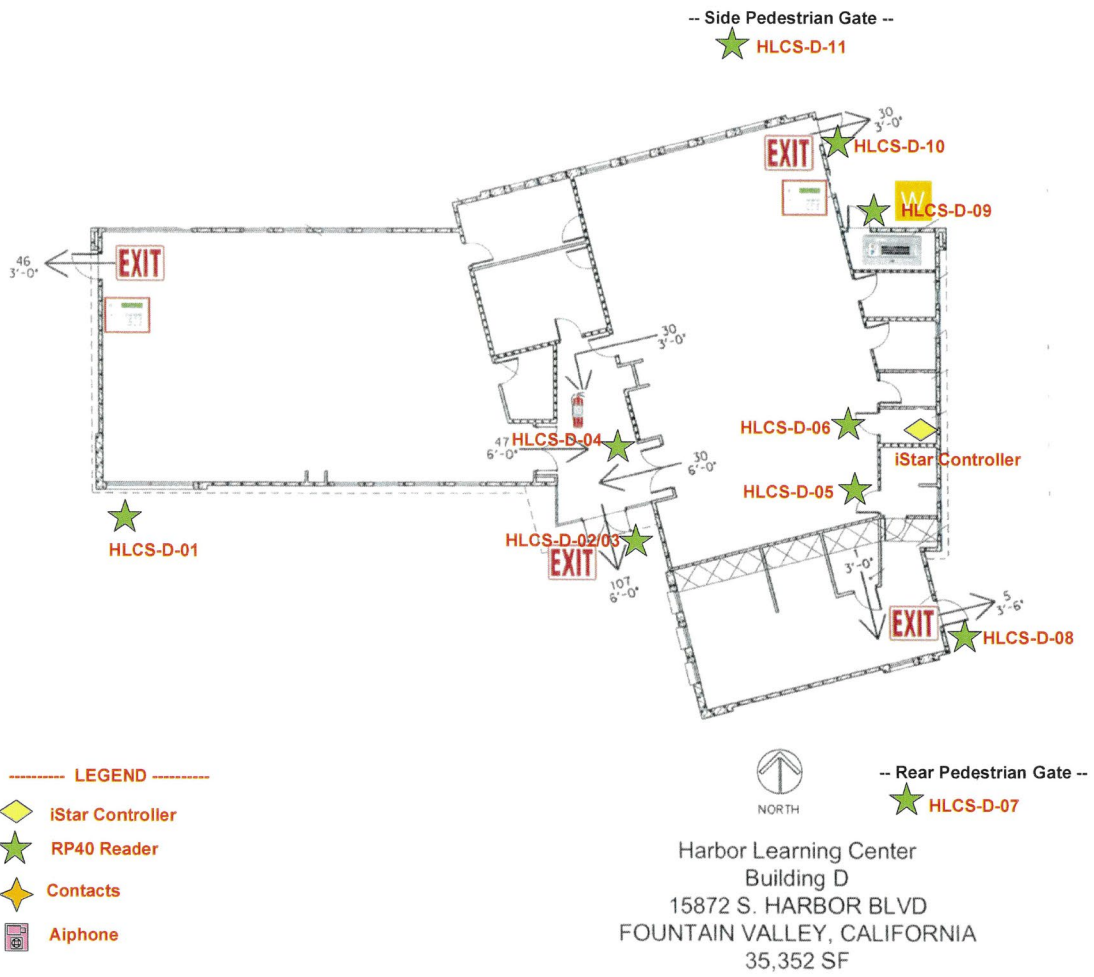 -- Side Pedestrian Gate --
HLCS-D-11
30
3'-0"
EXIT
HLCS-D-10
W
HLCS-D-09
46
3'-0"
EXIT
30
3'-0"
HLCS-D-04
47
6'-0"
30
6'-0"
HLCS-D-06
iStar Controller
HLCS-D-05
HLCS-D-01
HLCS-D-02/03
EXIT
107
6'-0"
1
3'-0"
EXIT
5
3'-6"
HLCS-D-08
---------- LEGEND ----------
iStar Controller
RP40 Reader
Contacts
Aiphone
NORTH
-- Rear Pedestrian Gate --
HLCS-D-07
Harbor Learning Center
Building D
15872 S. HARBOR BLVD
FOUNTAIN VALLEY, CALIFORNIA
35,352 SF